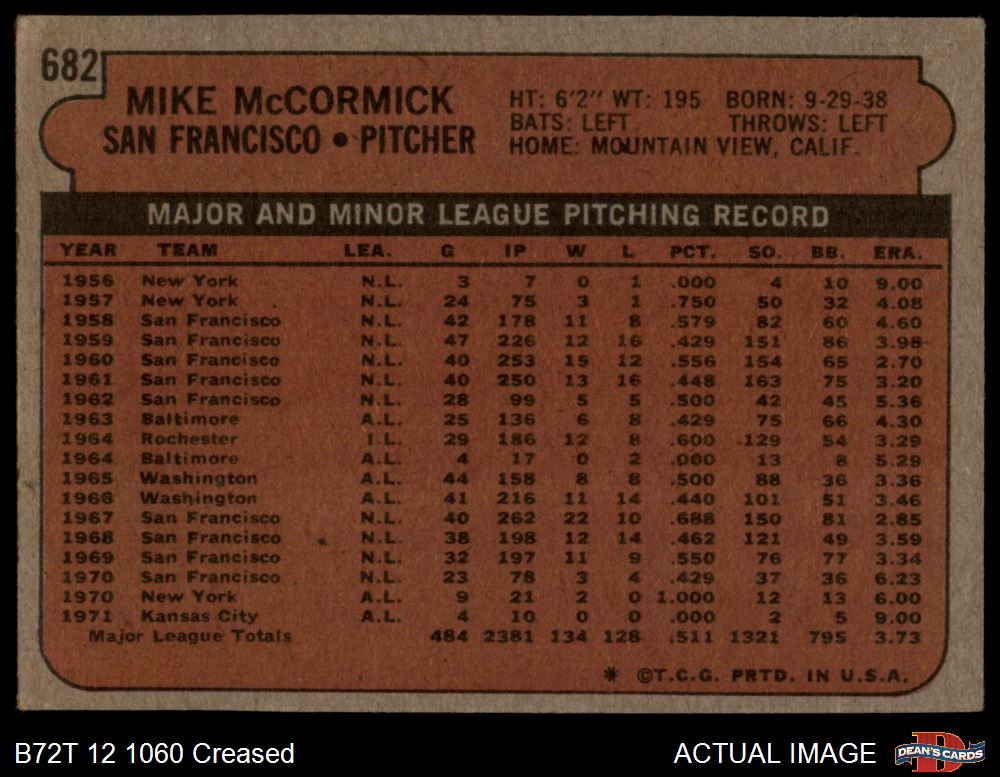 682
MIKE McCORMICK
SAN FRANCISCO • PITCHER
HT: 6'2" WT: 195 BORN: 9-29-38
BATS: LEFT THROWS: LEFT
HOME: MOUNTAIN VIEW, CALIF.
MAJOR AND MINOR LEAGUE PITCHING RECORD
YEAR TEAM LEA. G IP W L PCT. SO. BB. ERA.
1956 New York N.L. 3 7 0 1 .000 4 10 9.00
1957 New York N.L. 24 75 3 1 .750 50 32 4.08
1958 San Francisco N.L. 42 178 11 8 .579 82 60 4.60
1959 San Francisco N.L. 47 226 12 16 .429 151 86 3.98
1960 San Francisco N.L. 40 253 15 12 .556 154 65 2.70
1961 San Francisco N.L. 40 250 13 16 .448 163 75 3.20
1962 San Francisco N.L. 28 99 5 5 .500 42 45 5.36
1963 Baltimore A.L. 25 136 6 8 .429 75 66 4.30
1964 Rochester I.L. 29 186 12 8 .600 129 54 3.29
1964 Baltimore A.L. 4 17 0 2 .000 13 8 5.29
1965 Washington A.L. 44 158 8 8 .500 88 36 3.36
1966 Washington A.L. 41 216 11 14 .440 101 51 3.46
1967 San Francisco N.L. 40 262 22 10 .688 150 81 2.85
1968 San Francisco N.L. 38 198 12 14 .462 121 49 3.59
1969 San Francisco N.L. 32 197 11 9 .550 76 77 3.34
1970 San Francisco N.L. 23 78 3 4 .429 37 36 6.23
1970 New York A.L. 9 21 2 0 1.000 12 13 6.00
1971 Kansas City A.L. 4 10 0 0 .000 2 5 9.00
Major League Totals 484 2381 134 128 .511 1321 795 3.73
* ©T.C.G. PRTD. IN U.S.A.
B72T 12 1060 Creased
ACTUAL IMAGE
DEAN'S CARDS